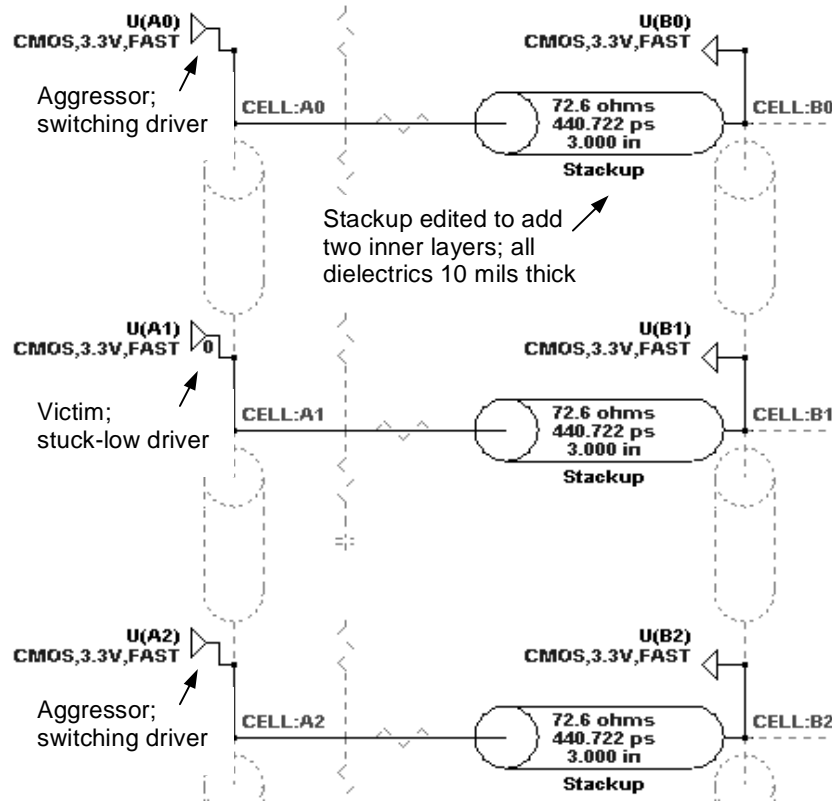 U(A0)
CMOS,3.3V,FAST
U(B0)
CMOS,3.3V,FAST
Aggressor;
switching driver
CELL:A0
72.6 ohms
440.722 ps
3.000 in
Stackup
CELL:B0
Stackup edited to add
two inner layers; all
dielectrics 10 mils thick
U(A1)
CMOS,3.3V,FAST
0
U(B1)
CMOS,3.3V,FAST
Victim;
stuck-low driver
CELL:A1
72.6 ohms
440.722 ps
3.000 in
Stackup
CELL:B1
U(A2)
CMOS,3.3V,FAST
U(B2)
CMOS,3.3V,FAST
Aggressor;
switching driver
CELL:A2
72.6 ohms
440.722 ps
3.000 in
Stackup
CELL:B2